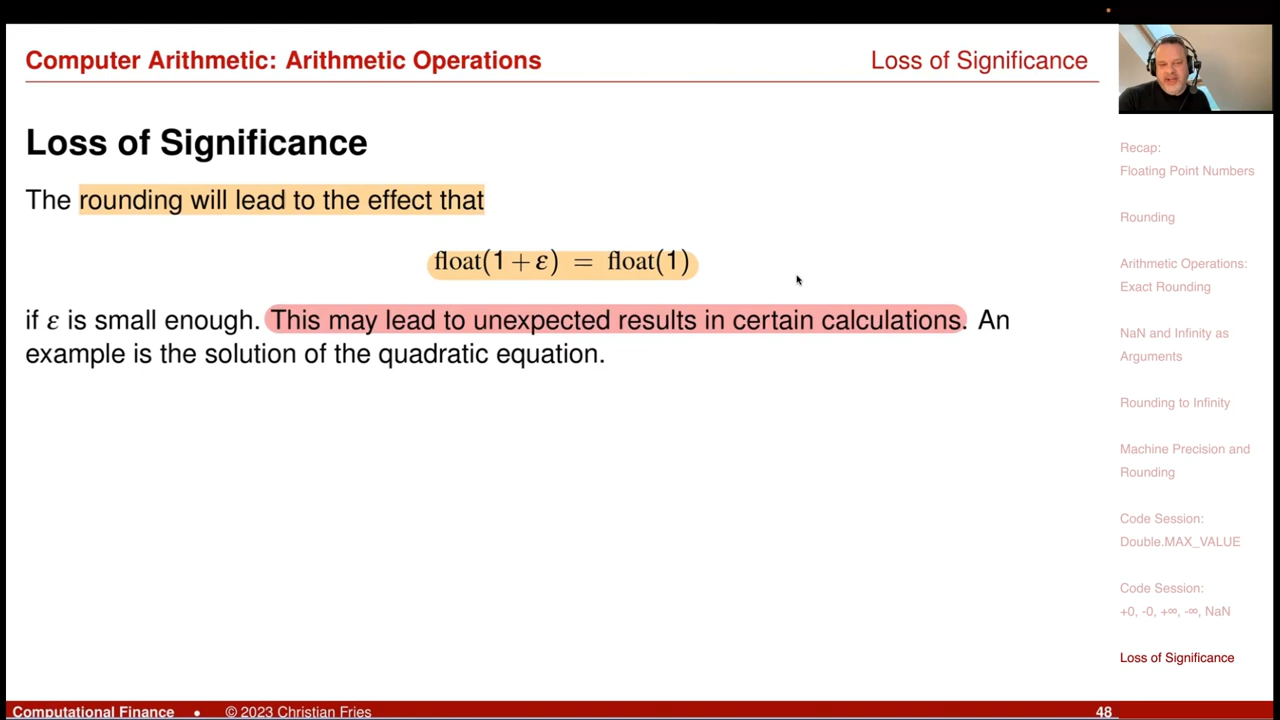 Computer Arithmetic: Arithmetic Operations
Loss of Significance
Loss of Significance
The rounding will lead to the effect that
float(1 + ε) = float(1)
if ε is small enough. This may lead to unexpected results in certain calculations. An
example is the solution of the quadratic equation.
Recap:
Floating Point Numbers
Rounding
Arithmetic Operations:
Exact Rounding
NaN and Infinity as
Arguments
Rounding to Infinity
Machine Precision and
Rounding
Code Session:
Double.MAX_VALUE
Code Session:
+0, -0, +∞, -∞, NaN
Loss of Significance
Computational Finance • © 2023 Christian Fries
48